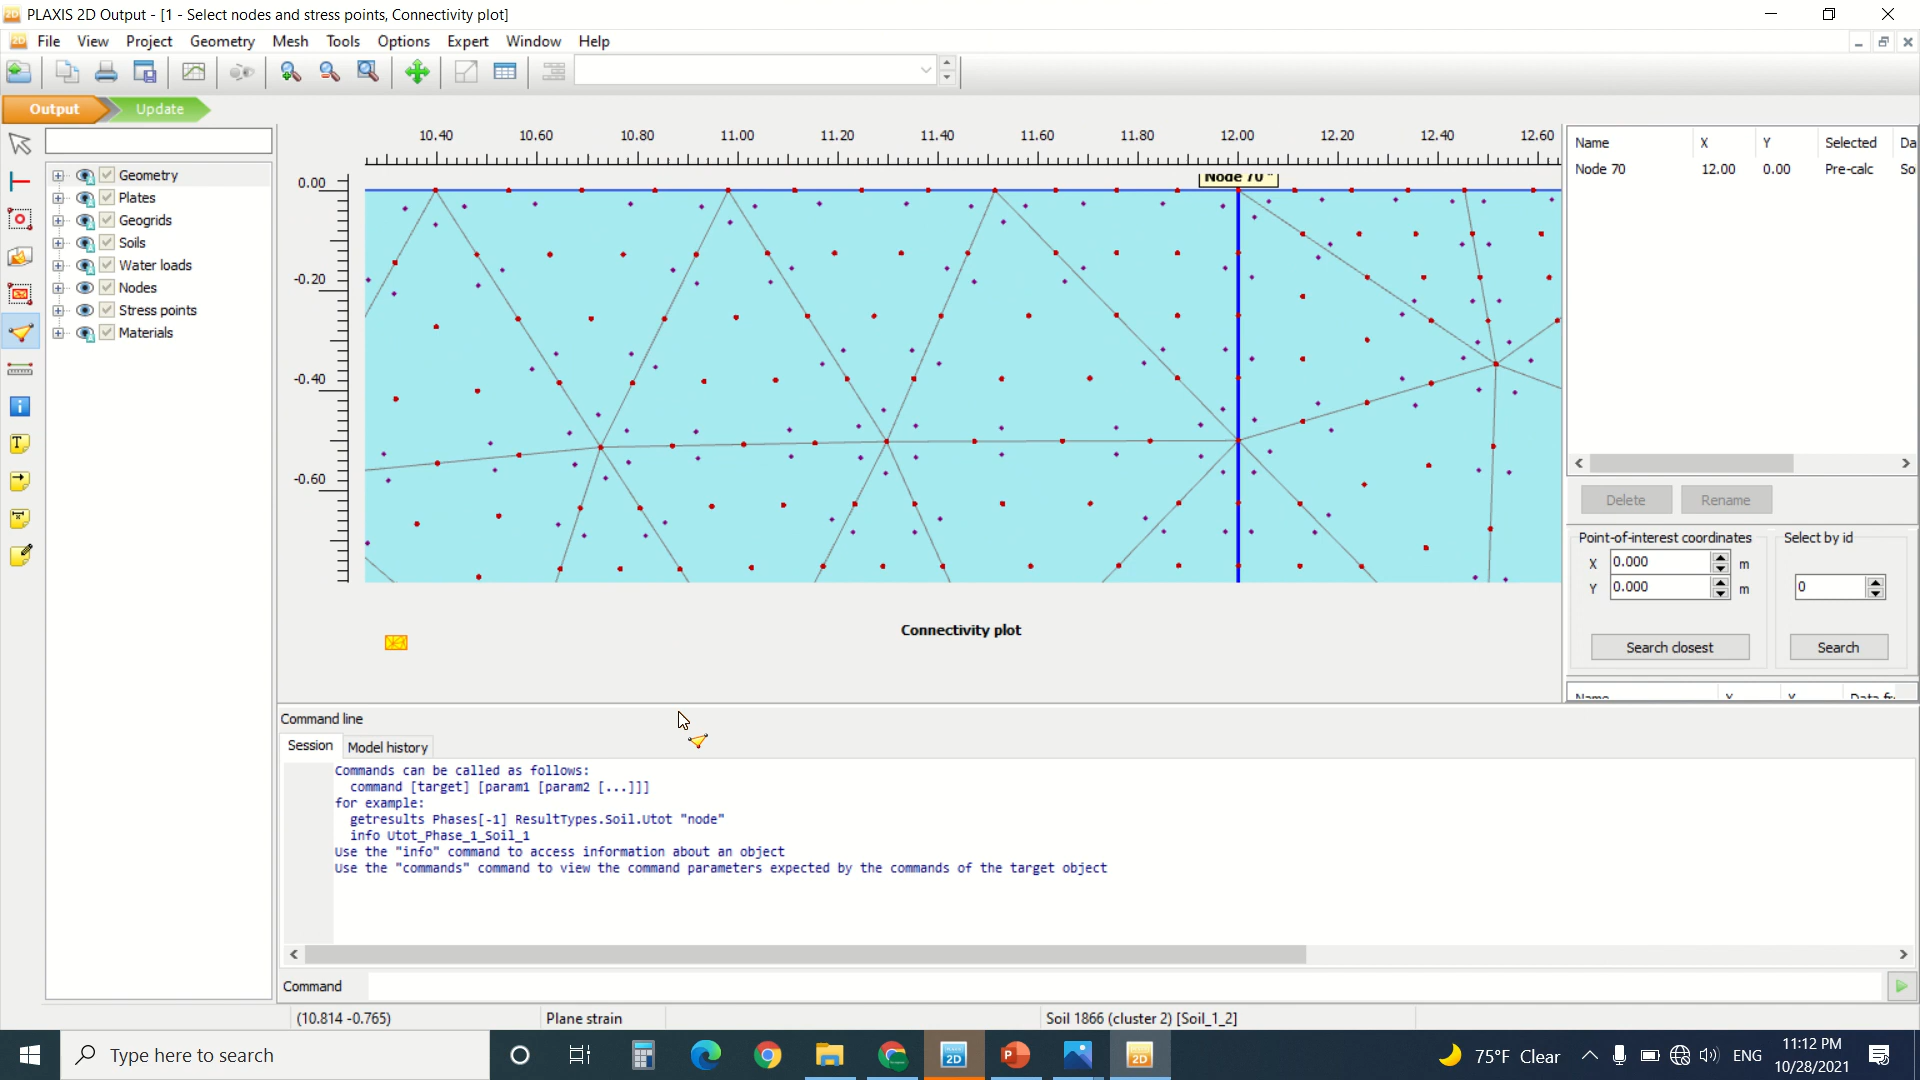 PLAXIS 2D Output - [1 - Select nodes and stress points, Connectivity plot]
File View Project Geometry Mesh Tools Options Expert Window Help
Output Update
Geometry
Plates
Geogrids
Soils
Water loads
Nodes
Stress points
Materials
10.40 10.60 10.80 11.00 11.20 11.40 11.60 11.80 12.00 12.20 12.40 12.60
0.00
-0.20
-0.40
-0.60
Node 70 *
Connectivity plot
Name X Y Selected Da
Node 70 12.00 0.00 Pre-calc So
Delete Rename
Point-of-interest coordinates Select by id
X 0.000 m
Y 0.000 m
0
Search closest Search
Name
Command line
Session Model history
Commands can be called as follows:
command [target] [param1 [param2 [...]]]
for example:
getresults Phases[-1] ResultTypes.Soil.Utot "node"
info Utot_Phase_1_Soil_1
Use the "info" command to access information about an object
Use the "commands" command to view the command parameters expected by the commands of the target object
Command
(10.814 -0.765) Plane strain Soil 1866 (cluster 2) [Soil_1_2]
Type here to search
2D
2D
75°F Clear
ENG
11:12 PM
10/28/2021